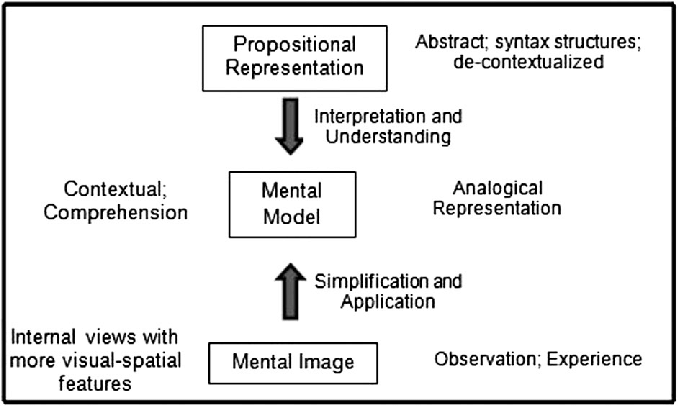 Propositional
Representation
Abstract; syntax structures;
de-contextualized
Interpretation and
Understanding
Contextual;
Comprehension
Mental
Model
Analogical
Representation
Simplification and
Application
Internal views with
more visual-spatial
features
Mental Image
Observation; Experience